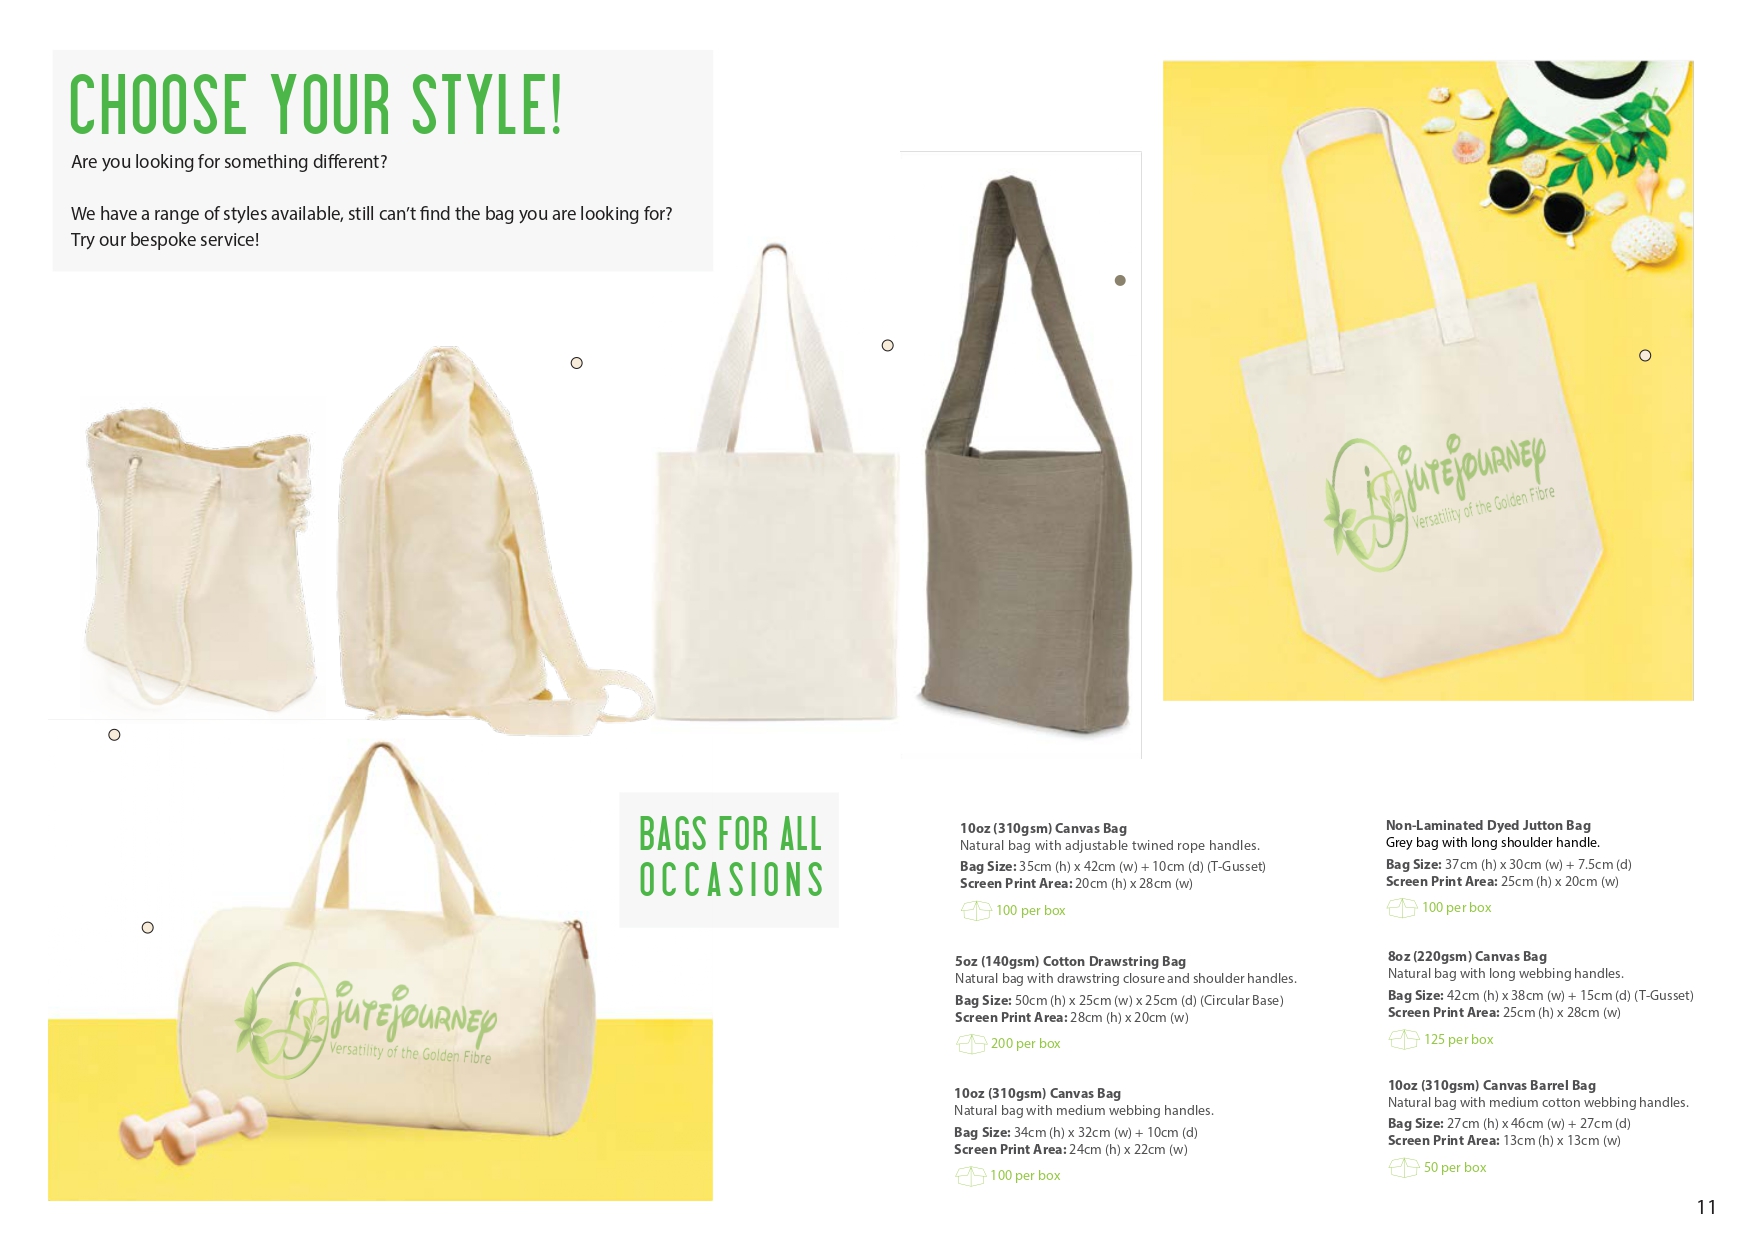 CHOOSE YOUR STYLE!
Are you looking for something different?
We have a range of styles available, still can't find the bag you are looking for?
Try our bespoke service!
jutejourney
Versatility of the Golden Fibre
jutejourney
Versatility of the Golden Fibre
BAGS FOR ALL
OCCASIONS
10oz (310gsm) Canvas Bag
Natural bag with adjustable twined rope handles.
Bag Size: 35cm (h) x 42cm (w) + 10cm (d) (T-Gusset)
Screen Print Area: 20cm (h) x 28cm (w)
100 per box
5oz (140gsm) Cotton Drawstring Bag
Natural bag with drawstring closure and shoulder handles.
Bag Size: 50cm (h) x 25cm (w) x 25cm (d) (Circular Base)
Screen Print Area: 28cm (h) x 20cm (w)
200 per box
10oz (310gsm) Canvas Bag
Natural bag with medium webbing handles.
Bag Size: 34cm (h) x 32cm (w) + 10cm (d)
Screen Print Area: 24cm (h) x 22cm (w)
100 per box
Non-Laminated Dyed Jutton Bag
Grey bag with long shoulder handle.
Bag Size: 37cm (h) x 30cm (w) + 7.5cm (d)
Screen Print Area: 25cm (h) x 20cm (w)
100 per box
8oz (220gsm) Canvas Bag
Natural bag with long webbing handles.
Bag Size: 42cm (h) x 38cm (w) + 15cm (d) (T-Gusset)
Screen Print Area: 25cm (h) x 28cm (w)
125 per box
10oz (310gsm) Canvas Barrel Bag
Natural bag with medium cotton webbing handles.
Bag Size: 27cm (h) x 46cm (w) + 27cm (d)
Screen Print Area: 13cm (h) x 13cm (w)
50 per box
11